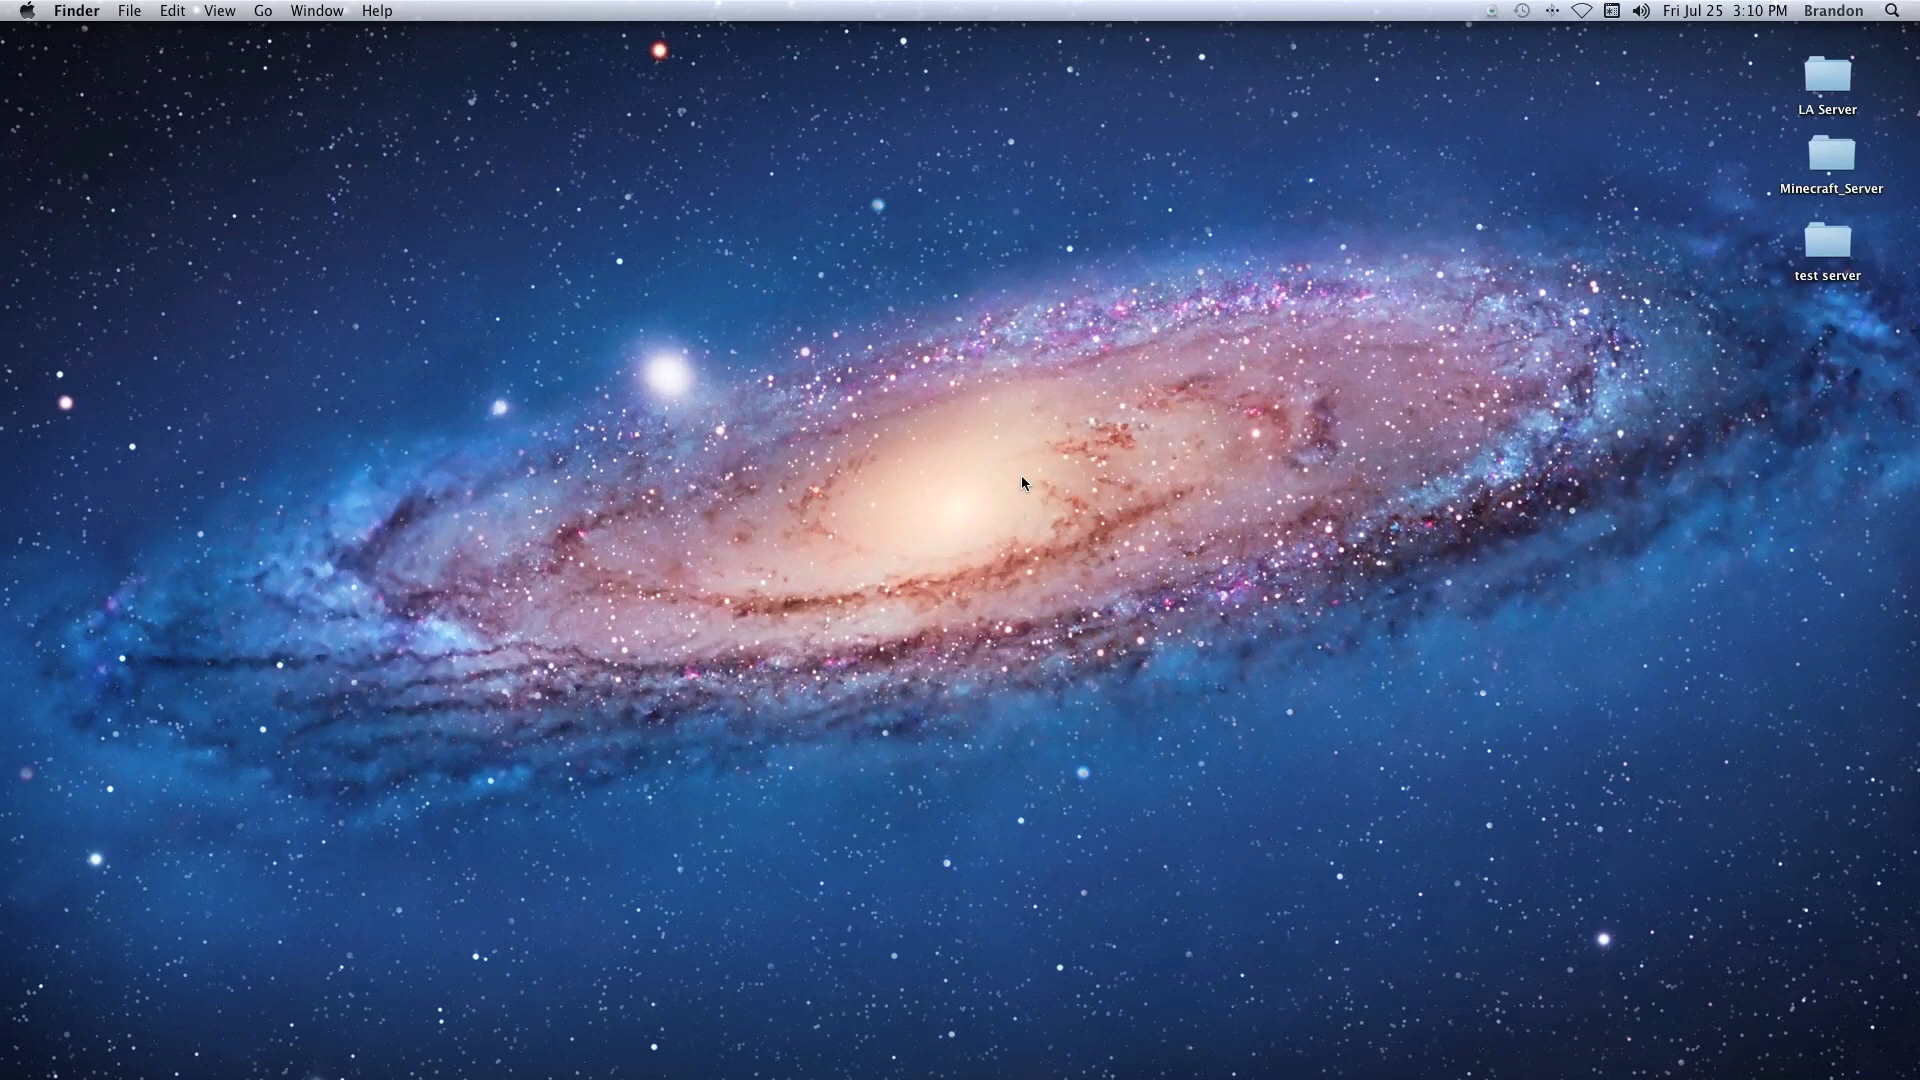 Finder File Edit View Go Window Help Fri Jul 25 3:10 PM Brandon
LA Server
Minecraft_Server
test server